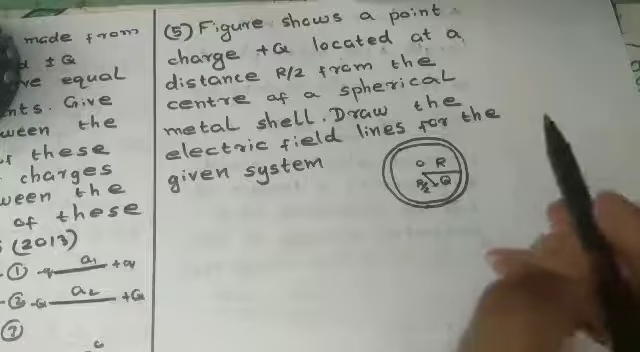 made from
± Q
ve equal
nts. Give
ween the
f these
charges
ween the
of these
(2013)
① -q a1 +q
② -Q a2 +Q
(5) Figure shows a point
charge +Q located at a
distance R/2 from the
centre of a spherical
metal shell. Draw the
electric field lines for the
given system
O R
R/2 Q